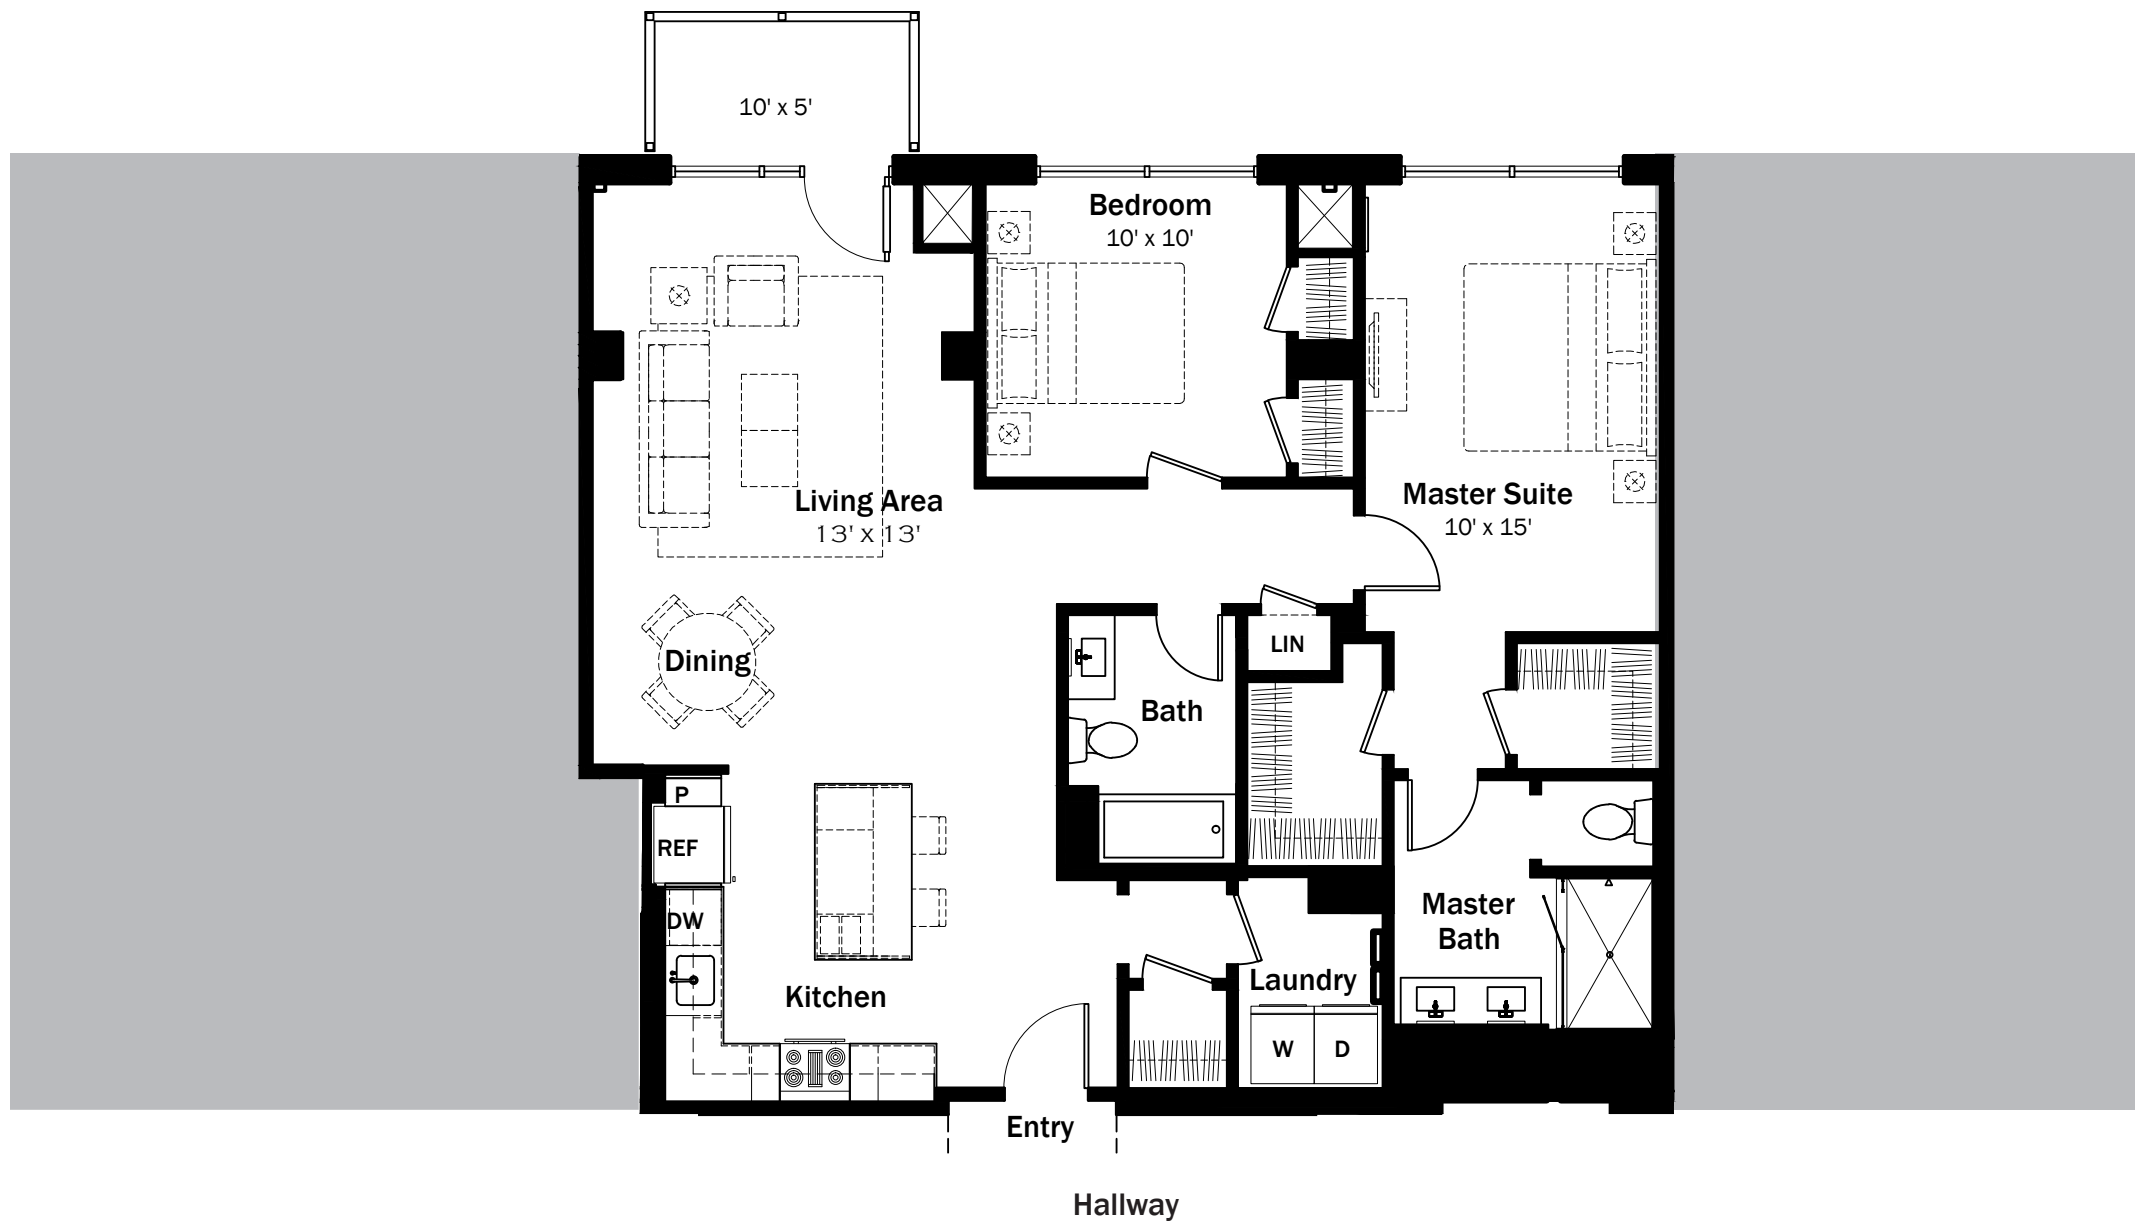 10' x 5'
Bedroom
10' x 10'
Master Suite
10' x 15'
Living Area
13' x 13'
LIN
Dining
Bath
P
REF
DW
Master
Bath
Kitchen
Laundry
W
D
Entry
Hallway